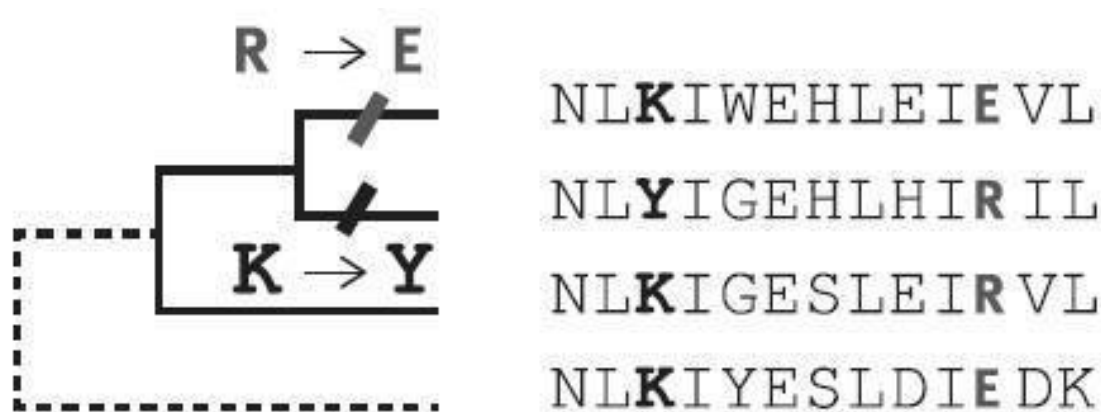 R → E
NLKIWEHLEIEVL
NLYIGEHLHIRIL
K → Y
NLKIGESLEIRVL
NLKIYESLDIEDK